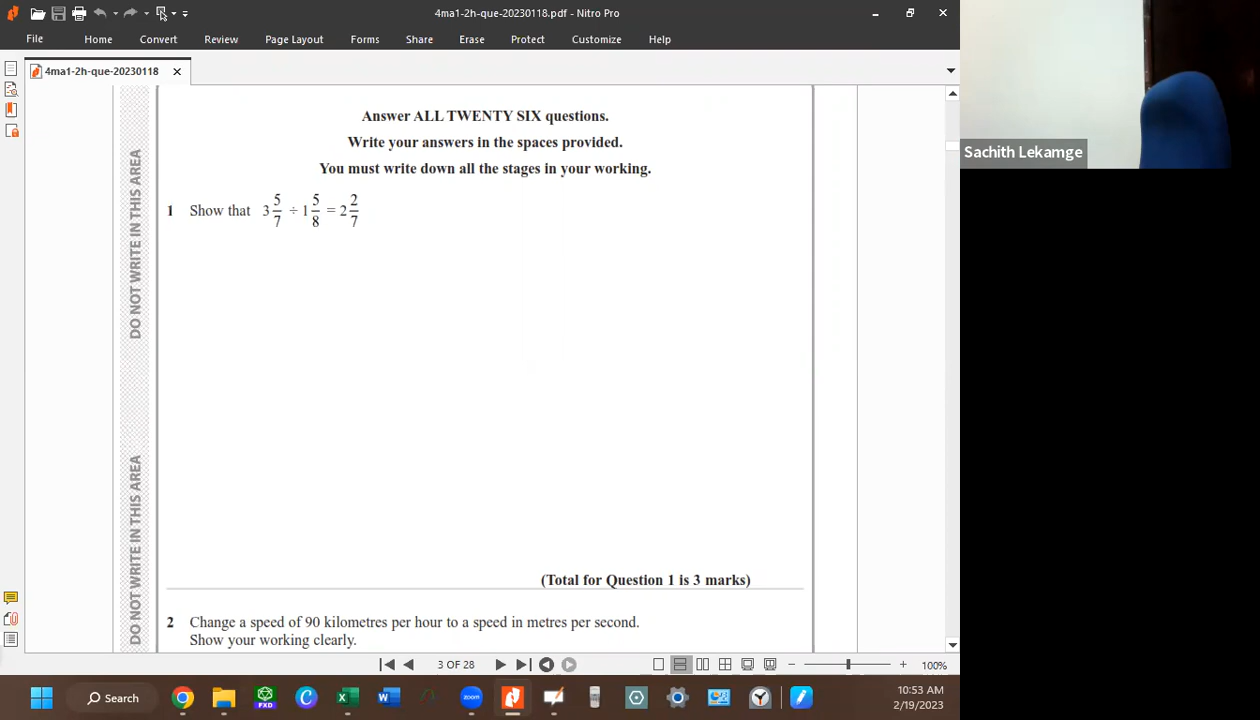 4ma1-2h-que-20230118.pdf - Nitro Pro
File Home Convert Review Page Layout Forms Share Erase Protect Customize Help
4ma1-2h-que-20230118
Answer ALL TWENTY SIX questions.
Write your answers in the spaces provided.
You must write down all the stages in your working.
1 Show that 3 5/7 ÷ 1 5/8 = 2 2/7
(Total for Question 1 is 3 marks)
2 Change a speed of 90 kilometres per hour to a speed in metres per second.
Show your working clearly.
DO NOT WRITE IN THIS AREA
DO NOT WRITE IN THIS AREA
Sachith Lekamge
3 OF 28
100%
Search
FXD
zoom
10:53 AM
2/19/2023